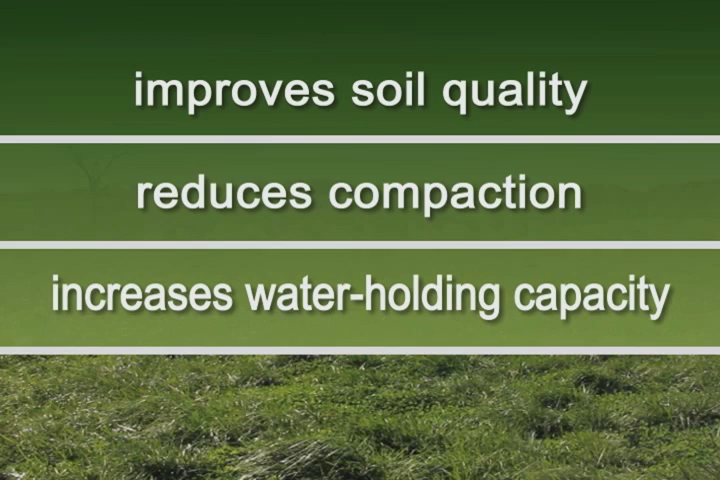 improves soil quality
reduces compaction
increases water-holding capacity